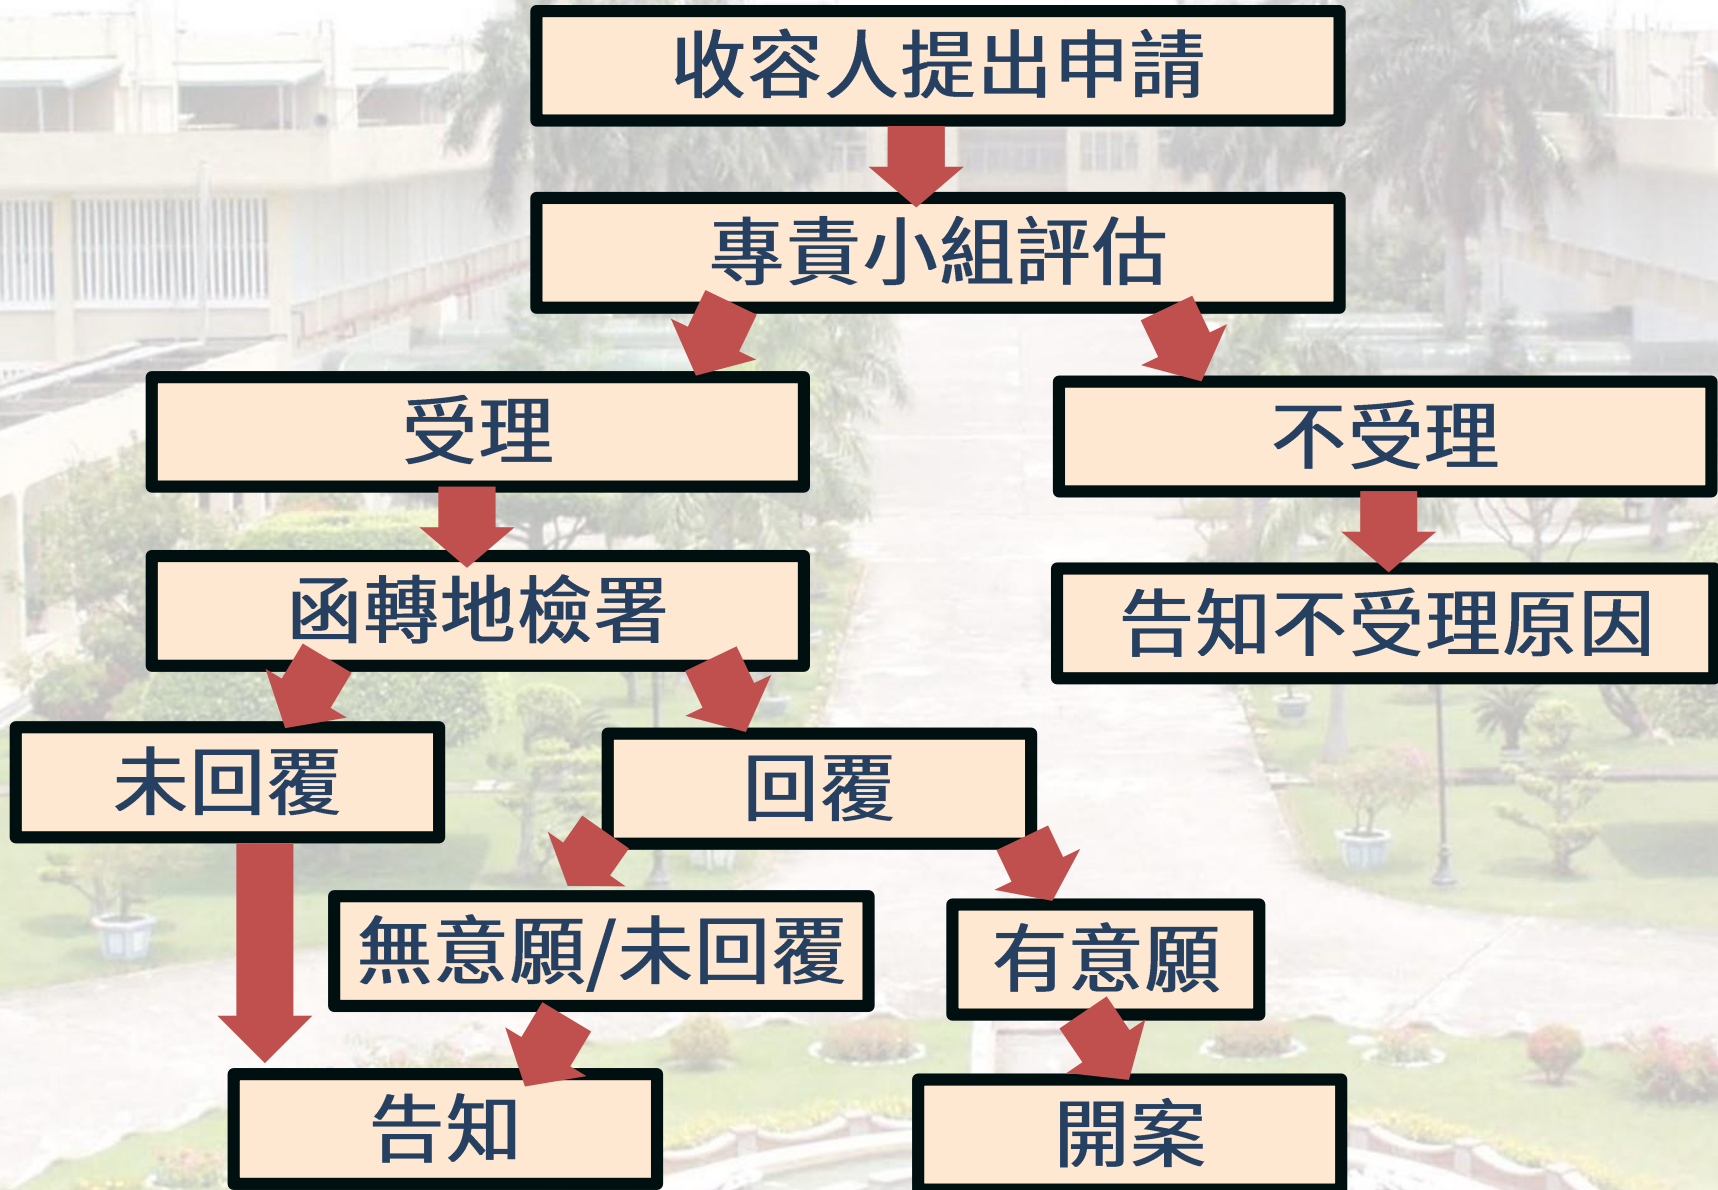 收容人提出申請
專責小組評估
受理
不受理
函轉地檢署
告知不受理原因
未回覆
回覆
無意願/未回覆
有意願
告知
開案